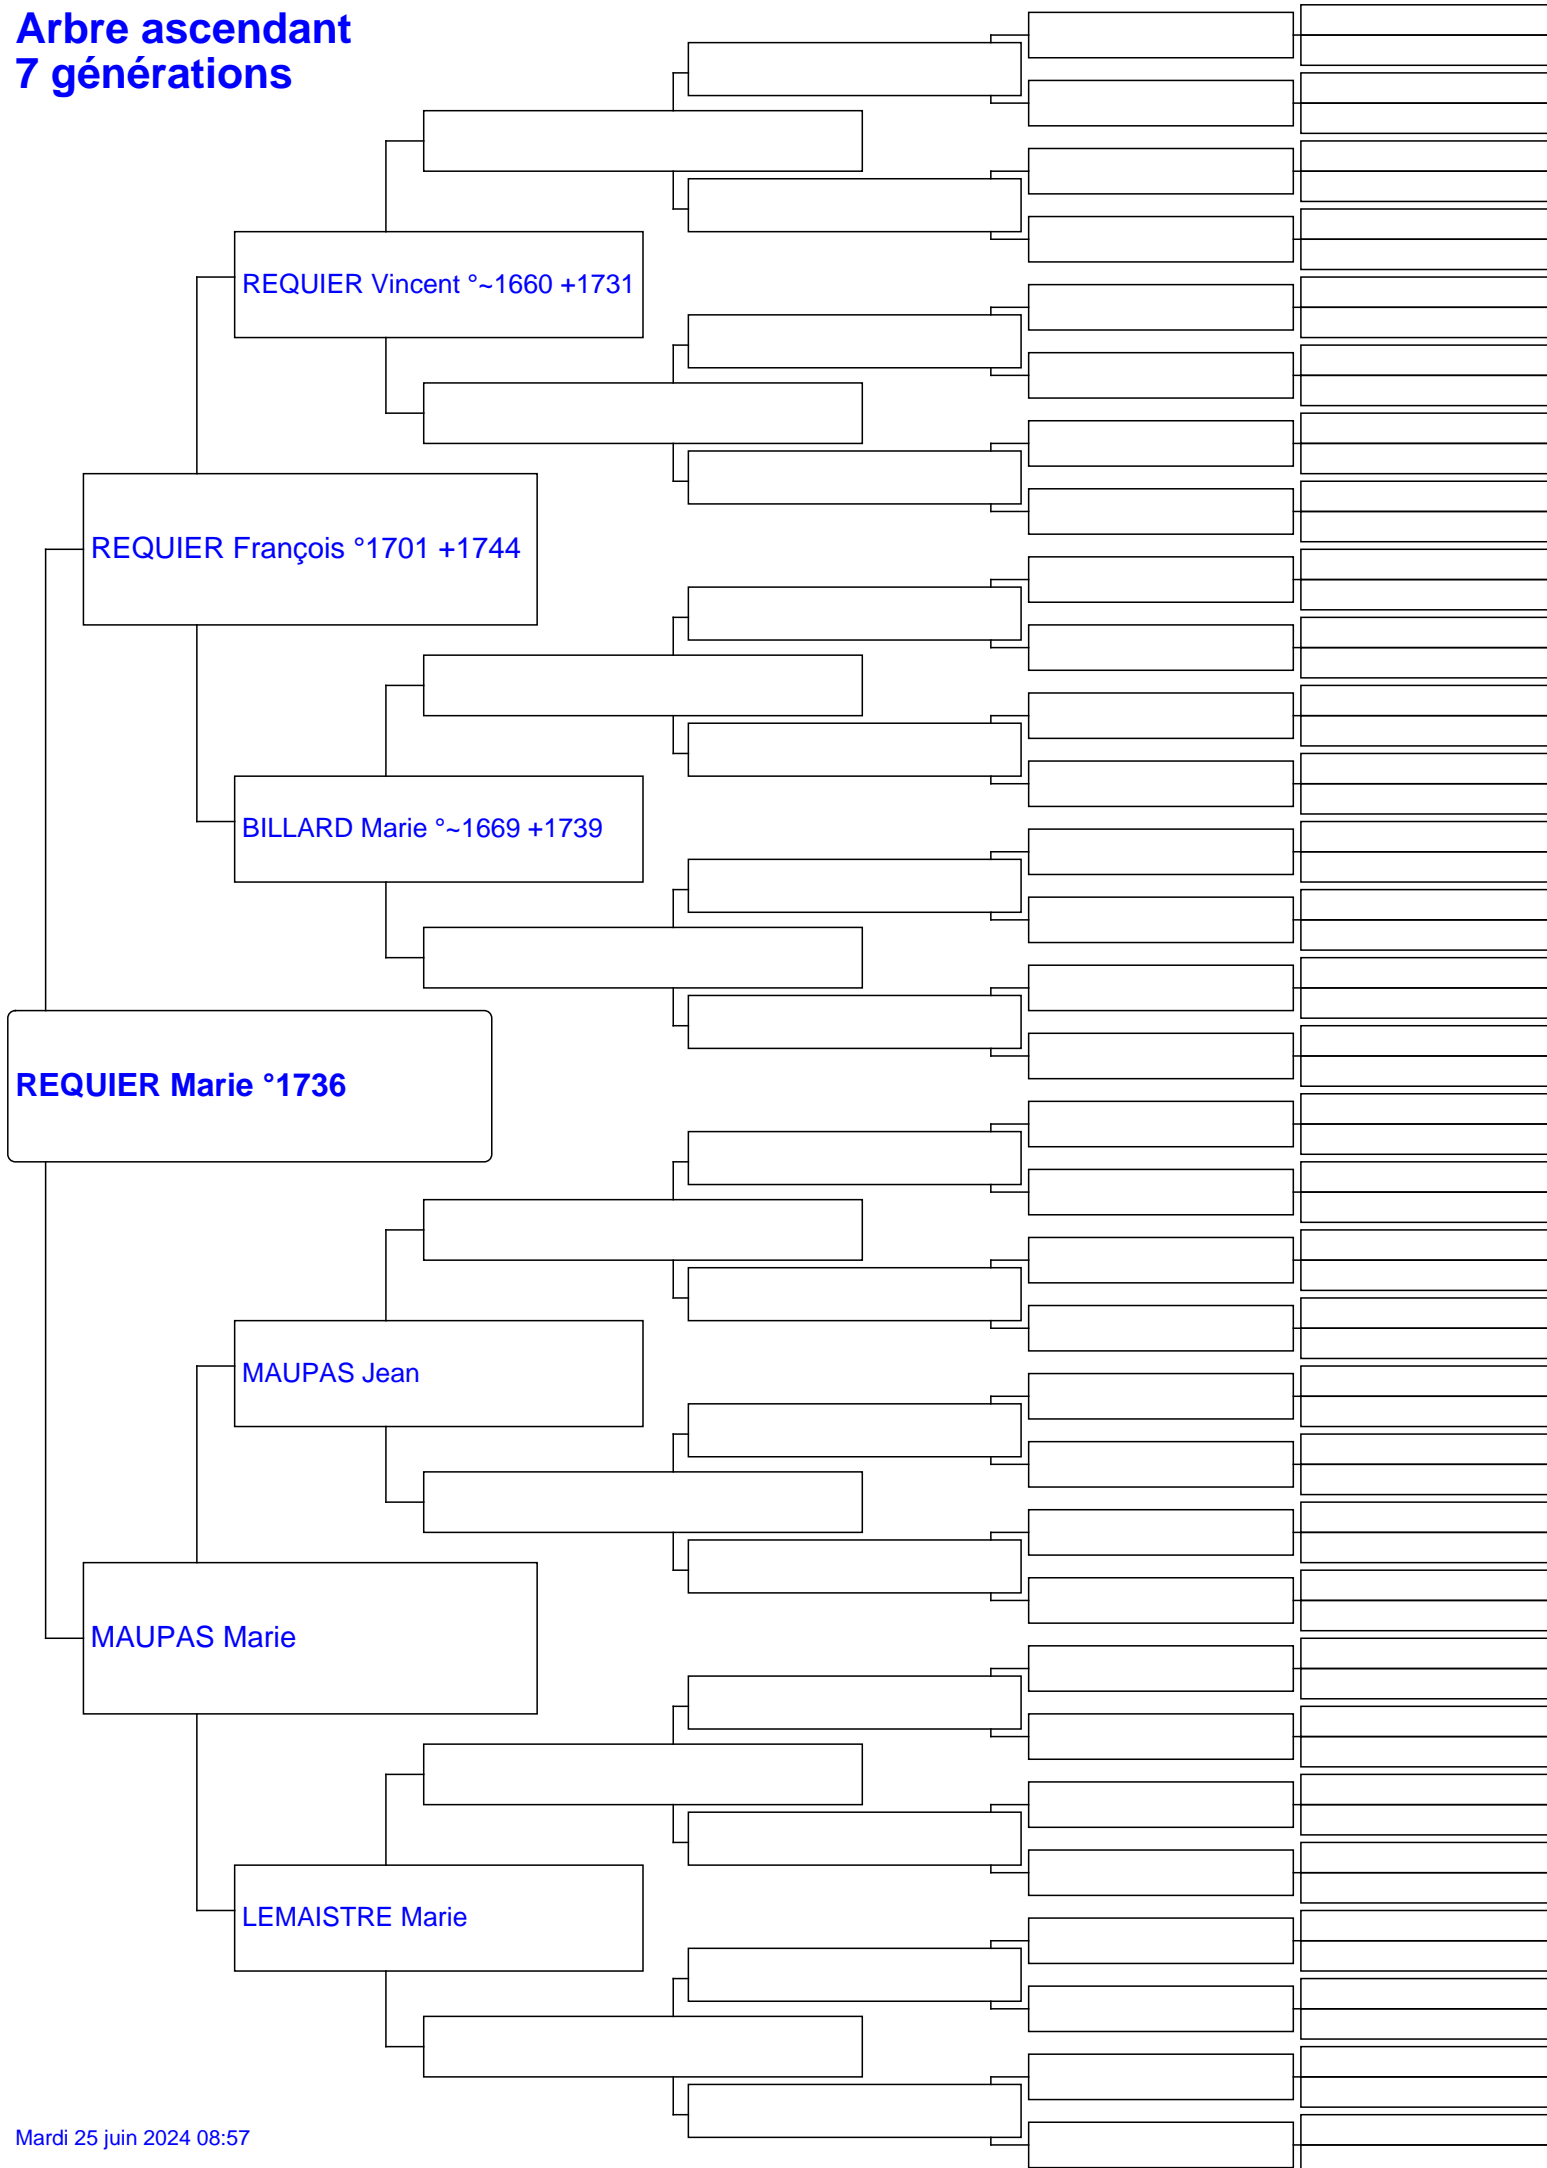 Arbre ascendant
7 générations
REQUIER Vincent °~1660 +1731
REQUIER François °1701 +1744
BILLARD Marie °~1669 +1739
REQUIER Marie °1736
MAUPAS Jean
MAUPAS Marie
LEMAISTRE Marie
Mardi 25 juin 2024 08:57